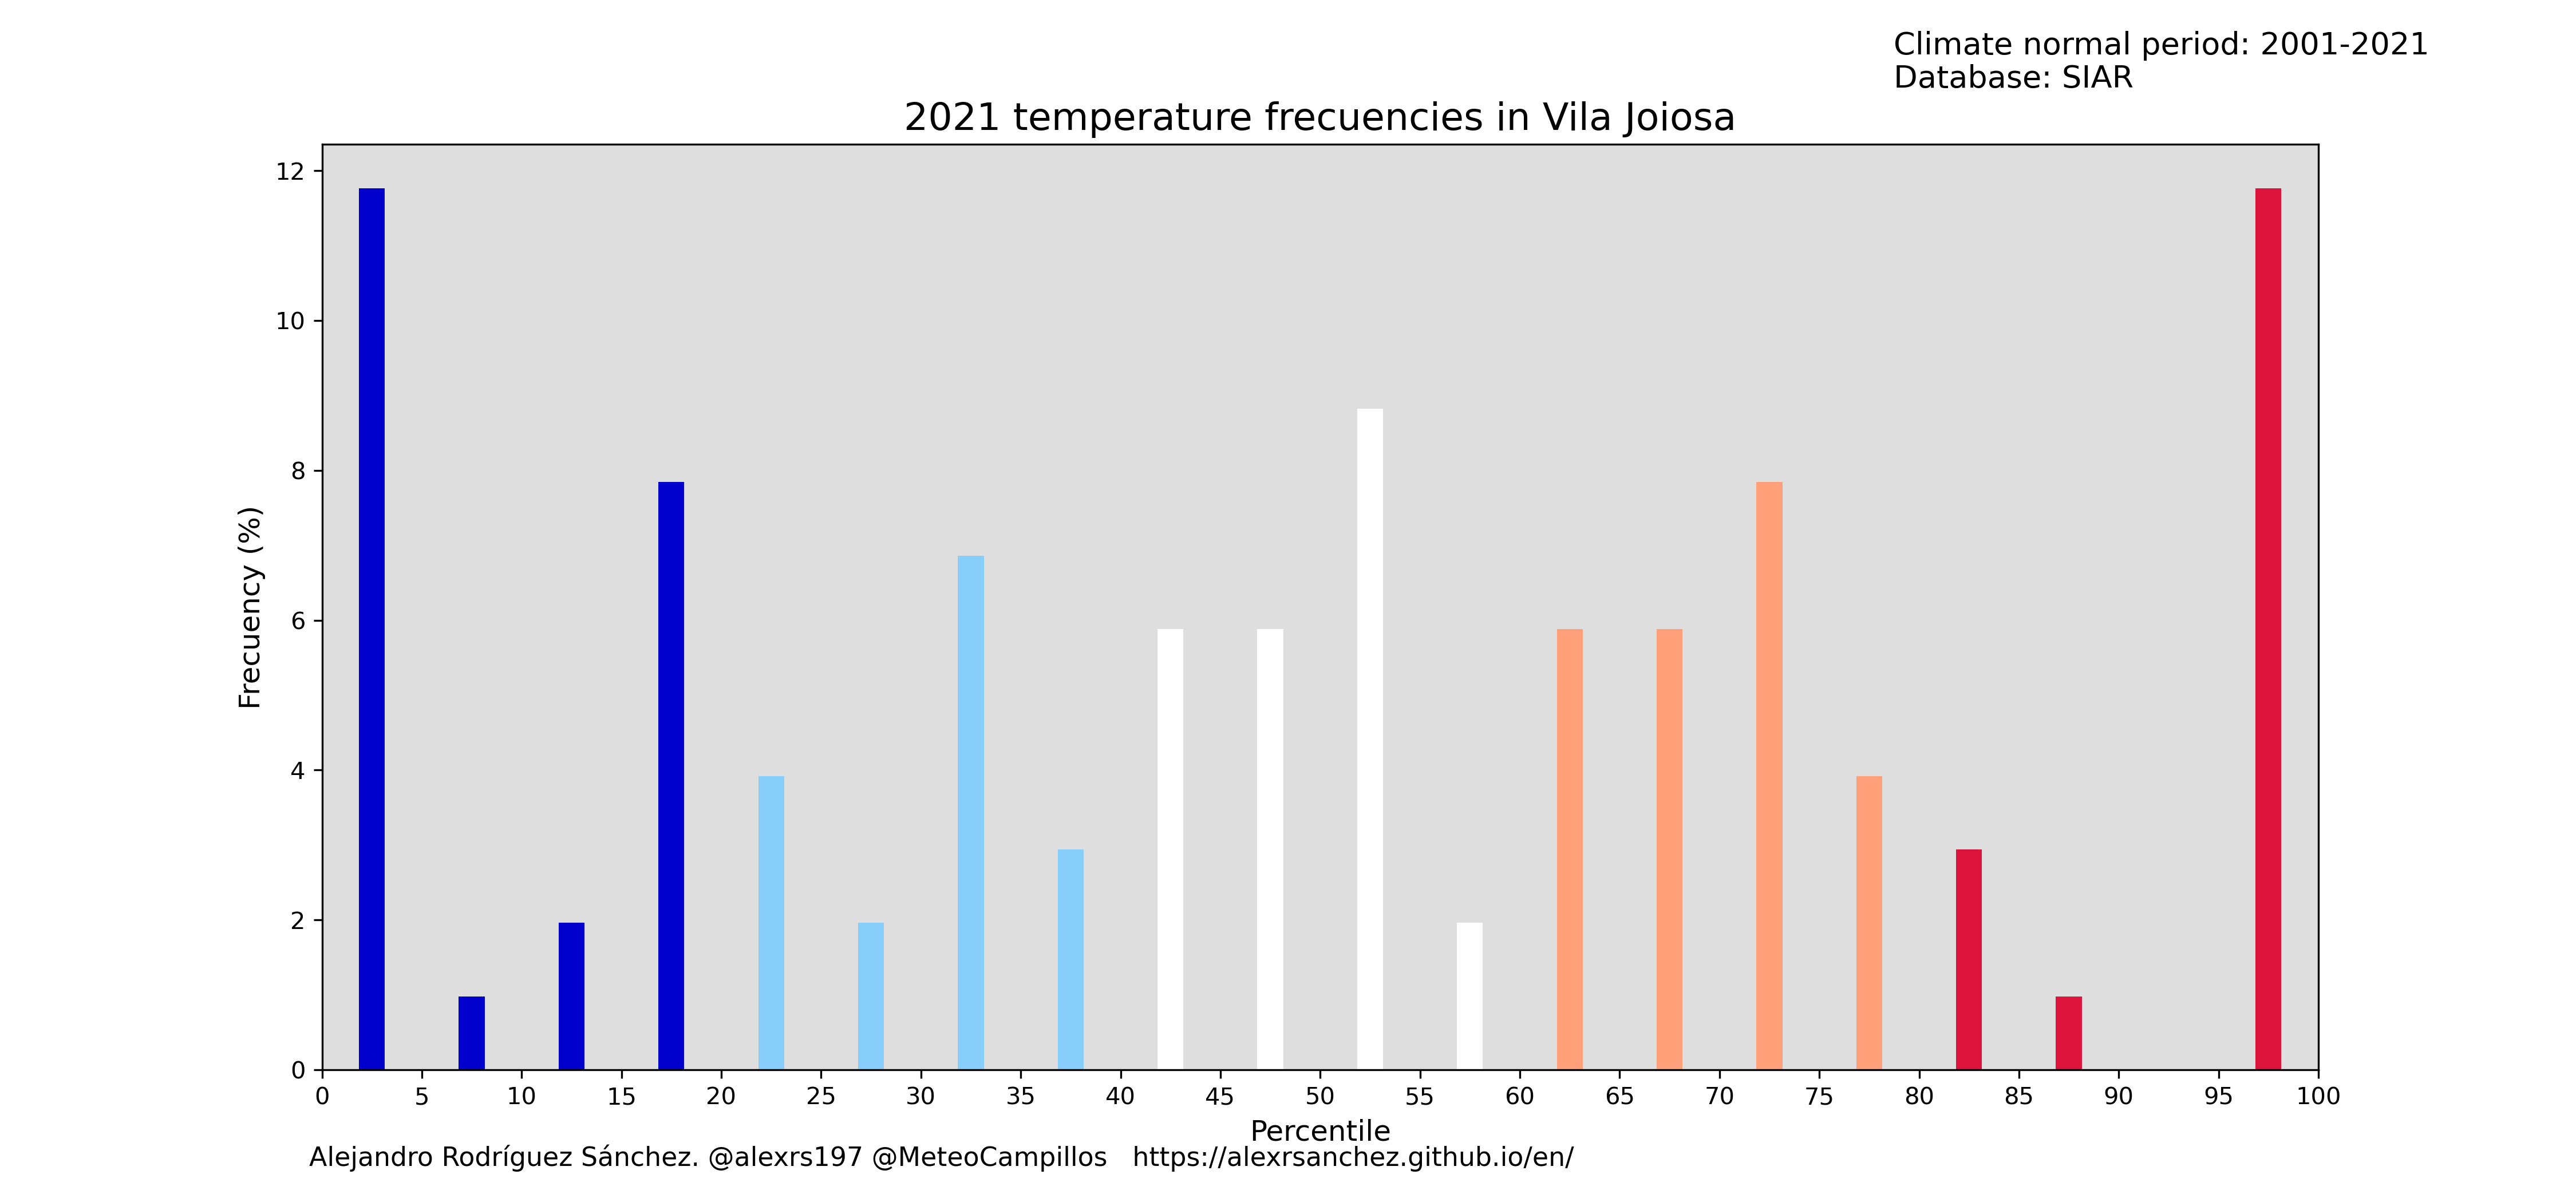 Climate normal period: 2001-2021
Database: SIAR
2021 temperature frecuencies in Vila Joiosa
12
10
8
6
4
2
0
Frecuency (%)
0 5 10 15 20 25 30 35 40 45 50 55 60 65 70 75 80 85 90 95 100
Percentile
Alejandro Rodríguez Sánchez. @alexrs197 @MeteoCampillos https://alexrsanchez.github.io/en/